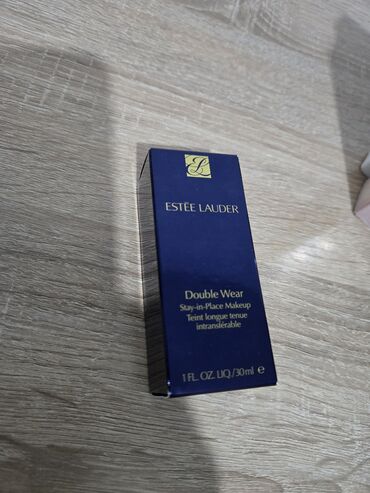 ESTĒE LAUDER
Double Wear
Stay-in-Place Makeup
Teint longue tenue
intransférable
1 FL. OZ. LIQ./30ml ℮